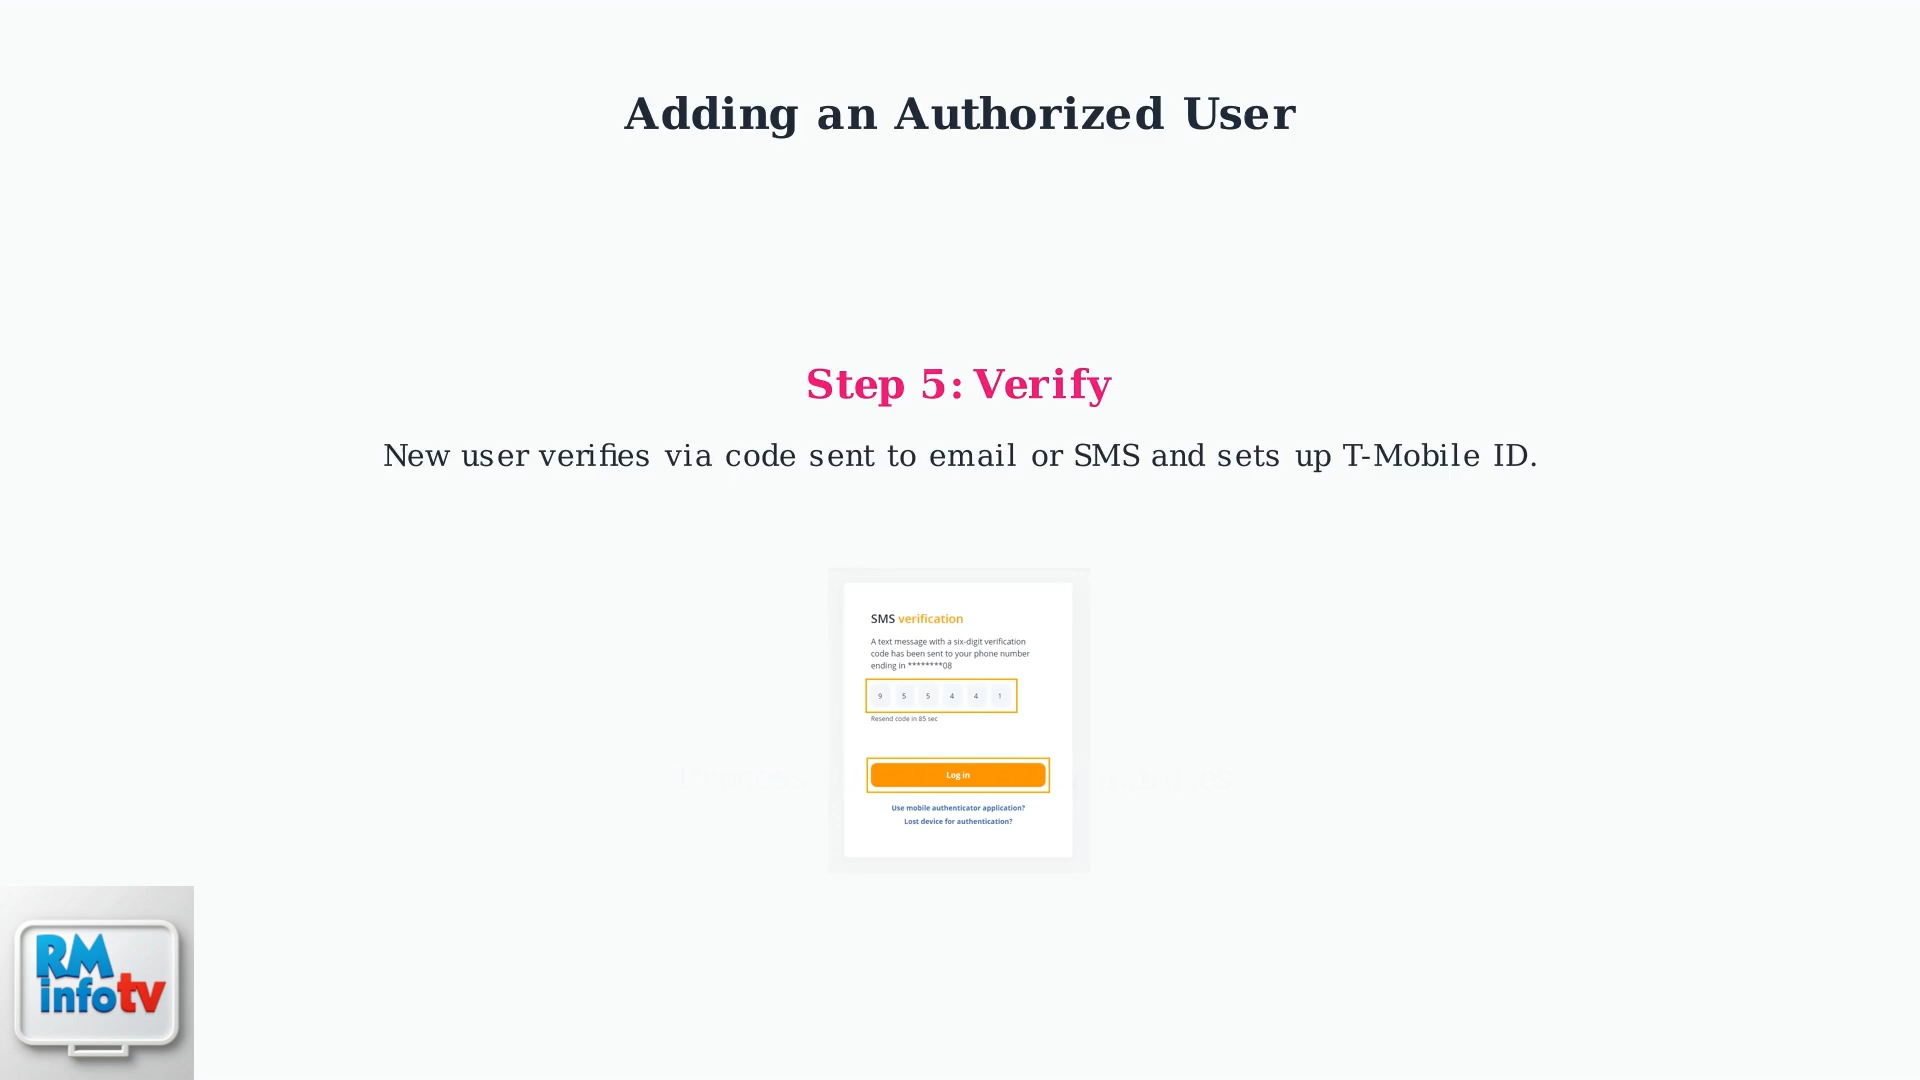 Adding an Authorized User
Step 5: Verify
New user verifies via code sent to email or SMS and sets up T-Mobile ID.
SMS verification
A text message with a six-digit verification
code has been sent to your phone number
ending in ********08
9 5 5 4 4 1
Resend code in 85 sec
Log in
Use mobile authenticator application?
Lost device for authentication?
RM
infotv